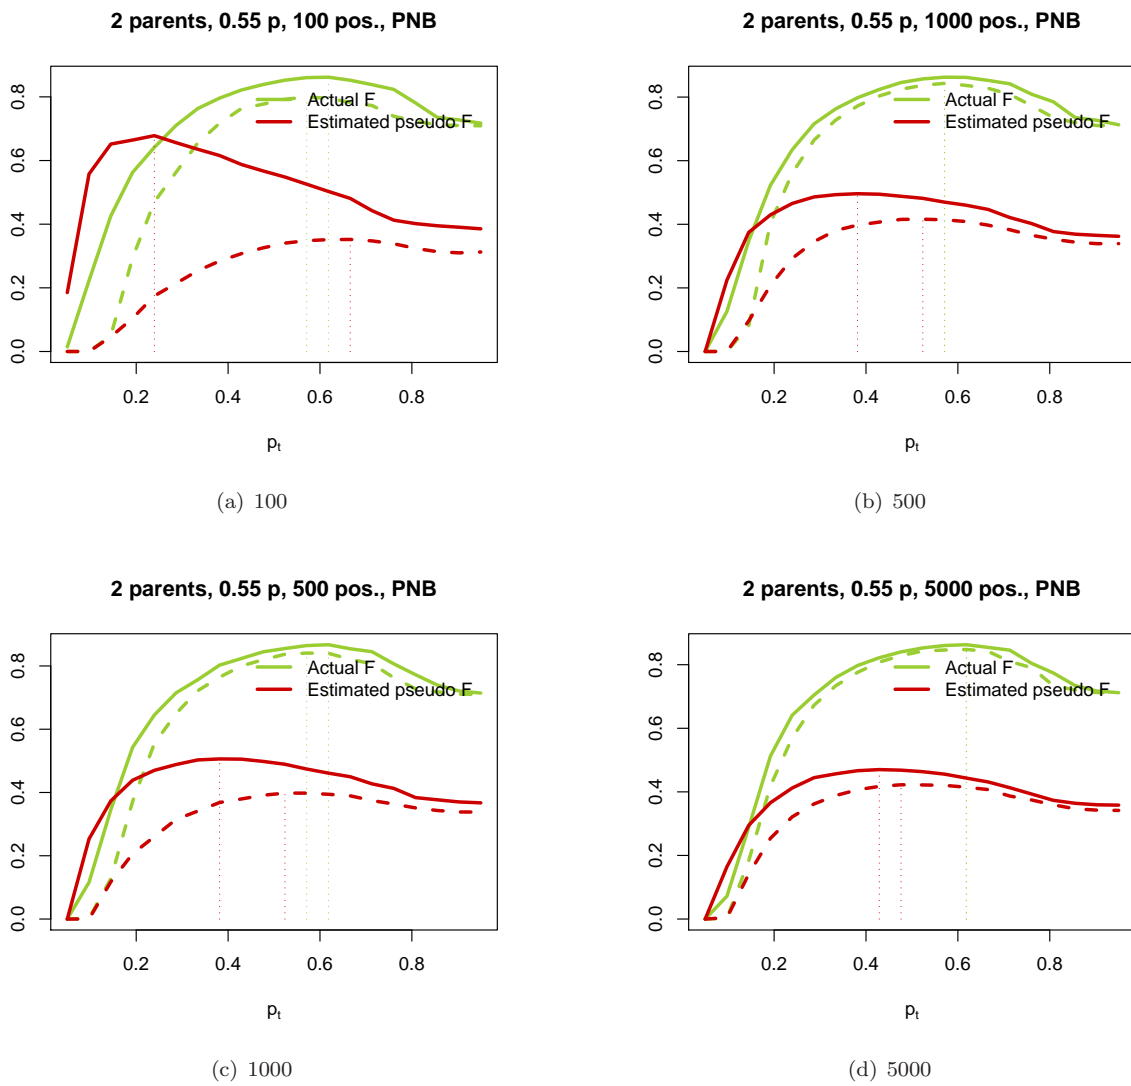 2 parents, 0.55 p, 100 pos., PNB
Actual F
Estimated pseudo F
0.0 0.2 0.4 0.6 0.8
0.2 0.4 0.6 0.8
pt
(a) 100
2 parents, 0.55 p, 1000 pos., PNB
Actual F
Estimated pseudo F
0.0 0.2 0.4 0.6 0.8
0.2 0.4 0.6 0.8
pt
(b) 500
2 parents, 0.55 p, 500 pos., PNB
Actual F
Estimated pseudo F
0.0 0.2 0.4 0.6 0.8
0.2 0.4 0.6 0.8
pt
(c) 1000
2 parents, 0.55 p, 5000 pos., PNB
Actual F
Estimated pseudo F
0.0 0.2 0.4 0.6 0.8
0.2 0.4 0.6 0.8
pt
(d) 5000